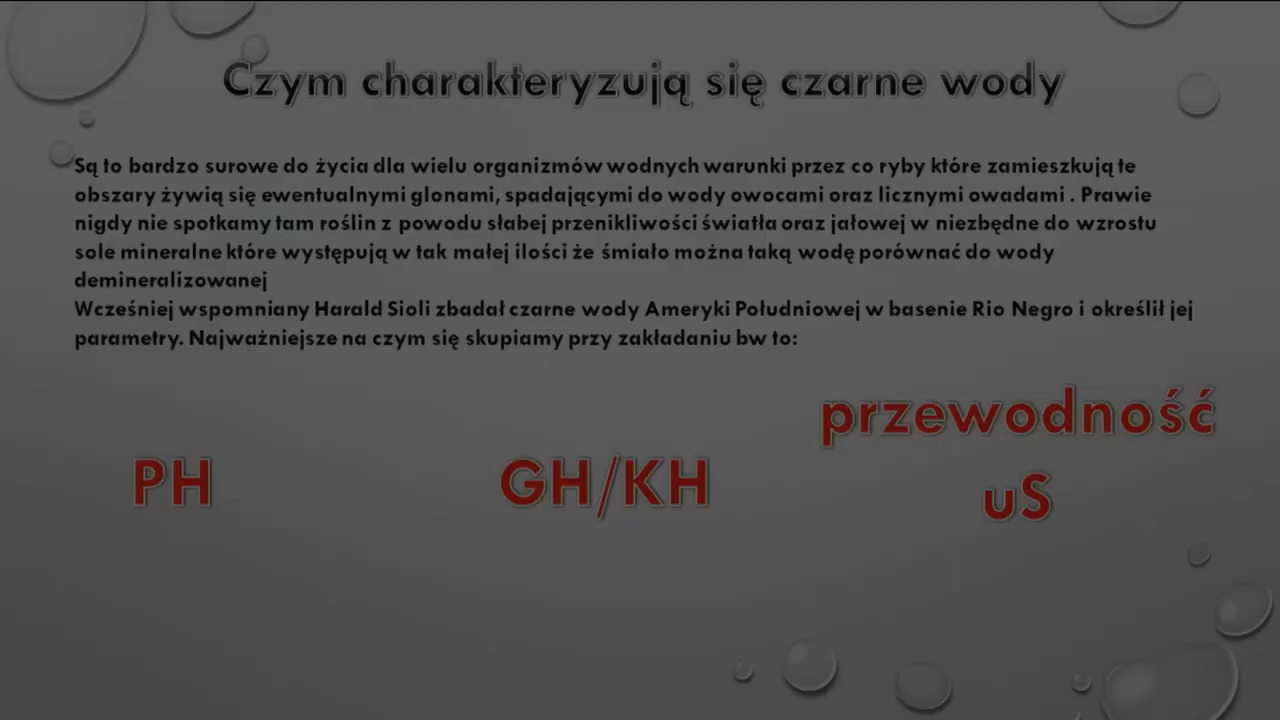 Czym charakteryzują się czarne wody
Są to bardzo surowe do życia dla wielu organizmów wodnych warunki przez co ryby które zamieszkują te
obszary żywią się ewentualnymi glonami, spadającymi do wody owocami oraz licznymi owadami . Prawie
nigdy nie spotkamy tam roślin z powodu słabej przenikliwości światła oraz jałowej w niezbędne do wzrostu
sole mineralne które występują w tak małej ilości że śmiało można taką wodę porównać do wody
demineralizowanej
Wcześniej wspomniany Harald Sioli zbadał czarne wody Ameryki Południowej w basenie Rio Negro i określił jej
parametry. Najważniejsze na czym się skupiamy przy zakładaniu bw to:
PH
GH/KH
przewodność
uS